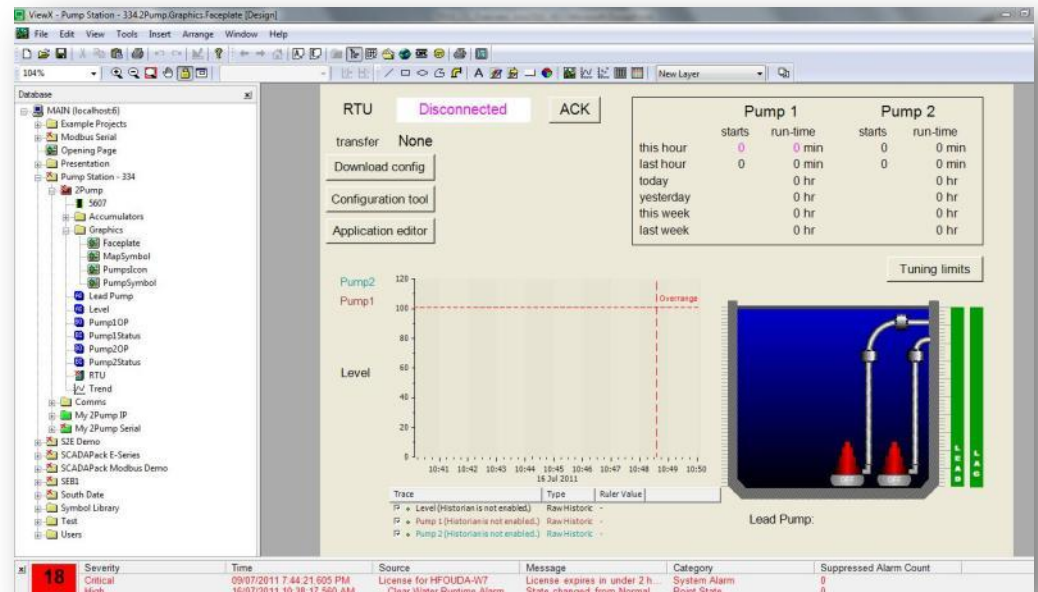 ViewX - Pump Station - 334.2Pump.Graphics.Faceplate [Design]
File Edit View Tools Insert Arrange Window Help
104%
New Layer
Database
MAIN (localhost:6)
Example Projects
Modbus Serial
Opening Page
Presentation
Pump Station - 334
2Pump
5607
Accumulators
Graphics
Faceplate
MapSymbol
PumpsIcon
PumpSymbol
Lead Pump
Level
Pump1OP
Pump1Status
Pump2OP
Pump2Status
RTU
Trend
Comms
My 2Pump IP
My 2Pump Serial
S2E Demo
SCADAPack E-Series
SCADAPack Modbus Demo
SEB1
South Date
Symbol Library
Test
Users
RTU Disconnected ACK
transfer None
Download config
Configuration tool
Application editor
Pump 1 Pump 2
starts run-time starts run-time
this hour 0 0 min 0 0 min
last hour 0 0 min 0 0 min
today 0 hr 0 hr
yesterday 0 hr 0 hr
this week 0 hr 0 hr
last week 0 hr 0 hr
Tuning limits
Pump2
Pump1
Level
120
100
80
60
40
20
0
Overrange
10:41 10:42 10:43 10:44 10:45 10:46 10:47 10:48 10:49 10:50
16 Jul 2011
Trace Type Ruler Value
Level (Historian is not enabled.) Raw Historic -
Pump 1 (Historian is not enabled.) Raw Historic -
Pump 2 (Historian is not enabled.) Raw Historic -
OFF OFF
LEAD
LAG
Lead Pump:
18
Severity Time Source Message Category Suppressed Alarm Count
Critical 09/07/2011 7:44:21.605 PM License for HFOUDA-W7 License expires in under 2 h... System Alarm 0
High 16/07/2011 10:38:17.560 AM Clear Water Runtime Alarm State changed from Normal Point State 0